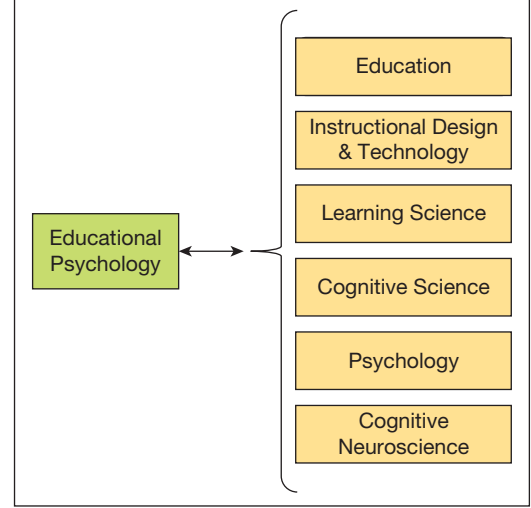 Educational
Psychology
Education
Instructional Design
& Technology
Learning Science
Cognitive Science
Psychology
Cognitive
Neuroscience